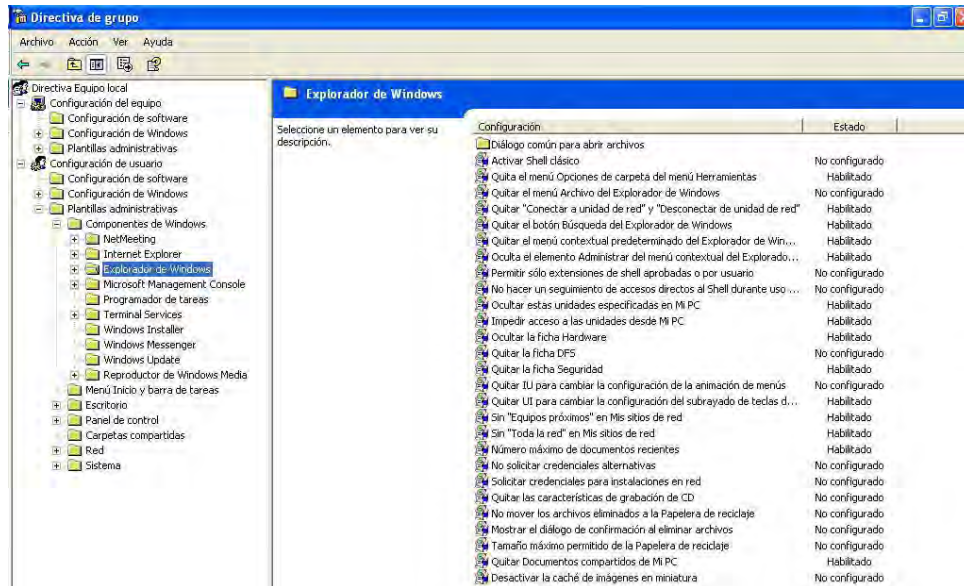 Directiva de grupo
Archivo Acción Ver Ayuda
Directiva Equipo local
Configuración del equipo
Configuración de software
Configuración de Windows
Plantillas administrativas
Configuración de usuario
Configuración de software
Configuración de Windows
Plantillas administrativas
Componentes de Windows
NetMeeting
Internet Explorer
Explorador de Windows
Microsoft Management Console
Programador de tareas
Terminal Services
Windows Installer
Windows Messenger
Windows Update
Reproductor de Windows Media
Menú Inicio y barra de tareas
Escritorio
Panel de control
Carpetas compartidas
Red
Sistema
Explorador de Windows
Seleccione un elemento para ver su
descripción.
Configuración Estado
Diálogo común para abrir archivos
Activar Shell clásico No configurado
Quita el menú Opciones de carpeta del menú Herramientas Habilitado
Quitar el menú Archivo del Explorador de Windows No configurado
Quitar "Conectar a unidad de red" y "Desconectar de unidad de red" Habilitado
Quitar el botón Búsqueda del Explorador de Windows Habilitado
Quitar el menú contextual predeterminado del Explorador de Win... Habilitado
Oculta el elemento Administrar del menú contextual del Explorado... Habilitado
Permitir sólo extensiones de shell aprobadas o por usuario No configurado
No hacer un seguimiento de accesos directos al Shell durante uso ... No configurado
Ocultar estas unidades especificadas en Mi PC Habilitado
Impedir acceso a las unidades desde Mi PC Habilitado
Ocultar la ficha Hardware Habilitado
Quitar la ficha DFS No configurado
Quitar la ficha Seguridad Habilitado
Quitar IU para cambiar la configuración de la animación de menús No configurado
Quitar UI para cambiar la configuración del subrayado de teclas d... Habilitado
Sin "Equipos próximos" en Mis sitios de red Habilitado
Sin "Toda la red" en Mis sitios de red Habilitado
Número máximo de documentos recientes Habilitado
No solicitar credenciales alternativas No configurado
Solicitar credenciales para instalaciones en red No configurado
Quitar las características de grabación de CD No configurado
No mover los archivos eliminados a la Papelera de reciclaje No configurado
Mostrar el diálogo de confirmación al eliminar archivos No configurado
Tamaño máximo permitido de la Papelera de reciclaje No configurado
Quitar Documentos compartidos de Mi PC Habilitado
Desactivar la caché de imágenes en miniatura No configurado